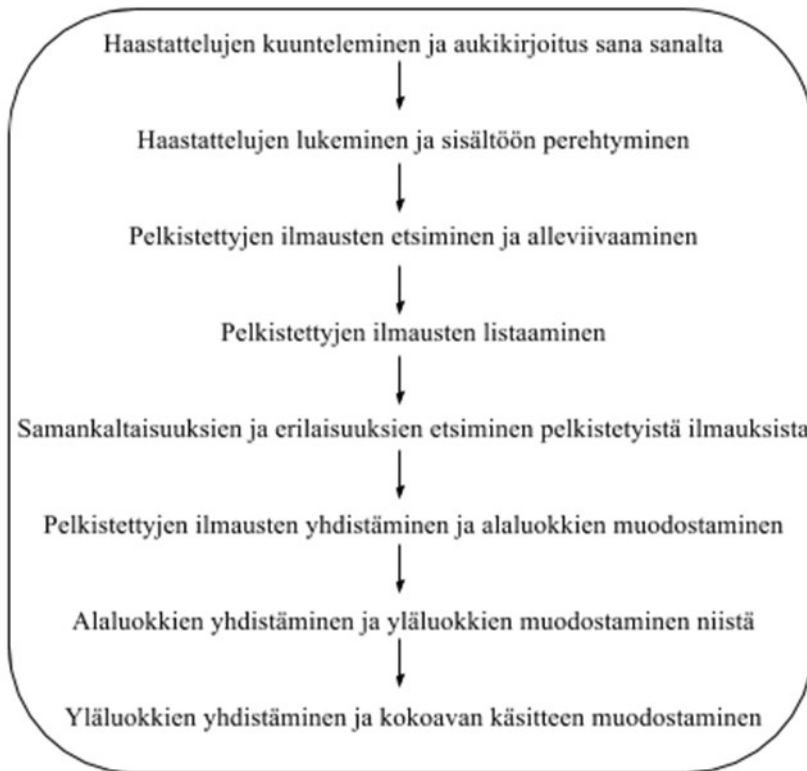 Haastattelujen kuunteleminen ja aukikirjoitus sana sanalta
Haastattelujen lukeminen ja sisältöön perehtyminen
Pelkistettyjen ilmausten etsiminen ja alleviivaaminen
Pelkistettyjen ilmausten listaaminen
Samankaltaisuuksien ja erilaisuuksien etsiminen pelkistetyistä ilmauksista
Pelkistettyjen ilmausten yhdistäminen ja alaluokkien muodostaminen
Alaluokkien yhdistäminen ja yläluokkien muodostaminen niistä
Yläluokkien yhdistäminen ja kokoavan käsitteen muodostaminen